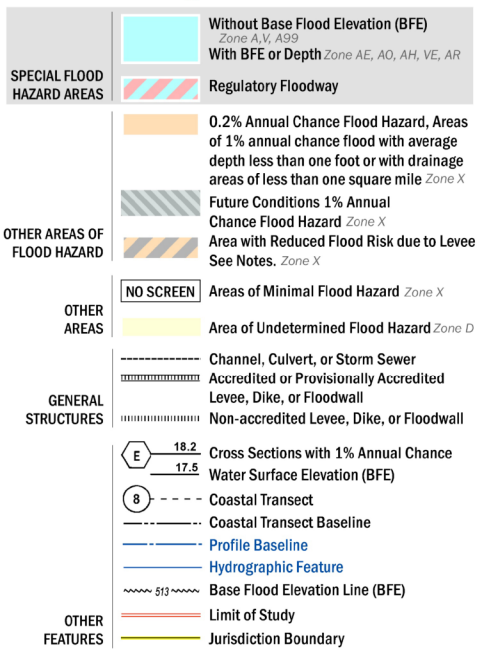 SPECIAL FLOOD
HAZARD AREAS
Without Base Flood Elevation (BFE)
Zone A,V, A99
With BFE or Depth Zone AE, AO, AH, VE, AR
Regulatory Floodway
OTHER AREAS OF
FLOOD HAZARD
0.2% Annual Chance Flood Hazard, Areas
of 1% annual chance flood with average
depth less than one foot or with drainage
areas of less than one square mile Zone X
Future Conditions 1% Annual
Chance Flood Hazard Zone X
Area with Reduced Flood Risk due to Levee
See Notes. Zone X
OTHER
AREAS
NO SCREEN Areas of Minimal Flood Hazard Zone X
Area of Undetermined Flood Hazard Zone D
GENERAL
STRUCTURES
Channel, Culvert, or Storm Sewer
Accredited or Provisionally Accredited
Levee, Dike, or Floodwall
Non-accredited Levee, Dike, or Floodwall
OTHER
FEATURES
E 18.2 Cross Sections with 1% Annual Chance
17.5 Water Surface Elevation (BFE)
8 Coastal Transect
Coastal Transect Baseline
Profile Baseline
Hydrographic Feature
513 Base Flood Elevation Line (BFE)
Limit of Study
Jurisdiction Boundary